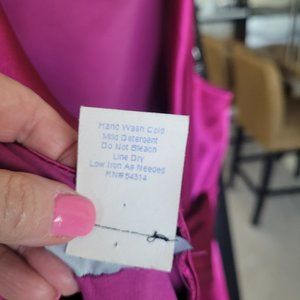 Hand Wash Cold
Mild Detergent
Do Not Bleach
Line Dry
Low Iron As Needed
RN# 54314